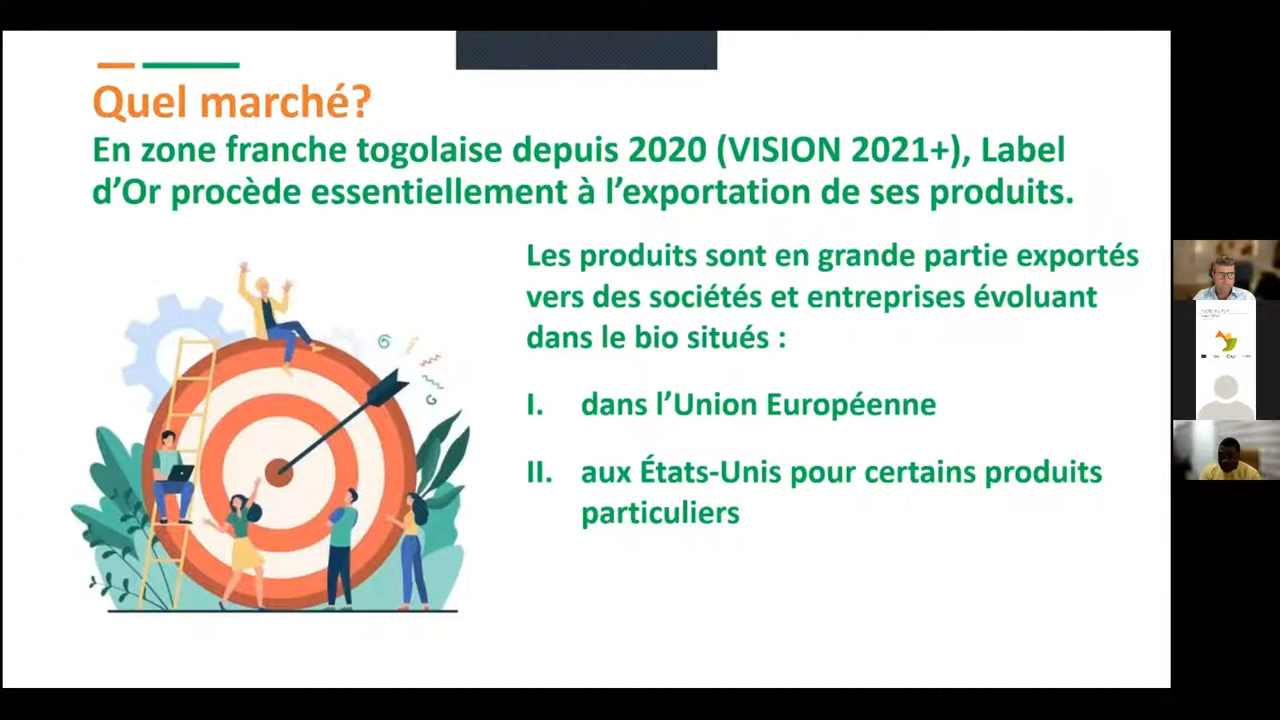 Quel marché?
En zone franche togolaise depuis 2020 (VISION 2021+), Label
d’Or procède essentiellement à l’exportation de ses produits.
Les produits sont en grande partie exportés
vers des sociétés et entreprises évoluant
dans le bio situés :
I. dans l’Union Européenne
II. aux États-Unis pour certains produits
particuliers